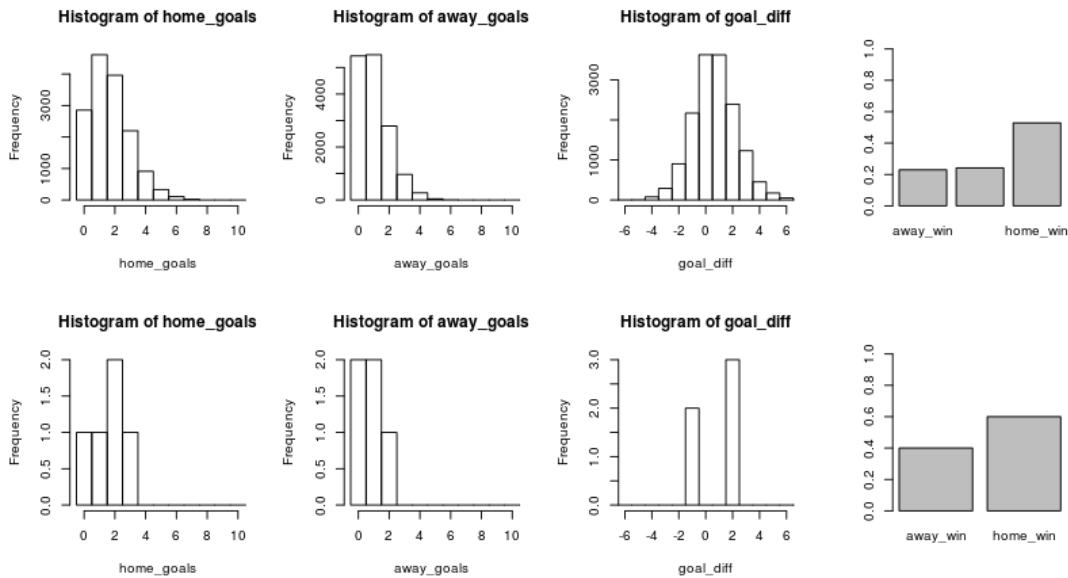 Histogram of home_goals
Frequency
0 1000 3000
0 2 4 6 8 10
home_goals
Histogram of away_goals
Frequency
0 2000 4000
0 2 4 6 8 10
away_goals
Histogram of goal_diff
Frequency
0 1000 3000
-6 -4 -2 0 2 4 6
goal_diff
0.0 0.2 0.4 0.6 0.8 1.0
away_win home_win
Histogram of home_goals
Frequency
0.0 0.5 1.0 1.5 2.0
0 2 4 6 8 10
home_goals
Histogram of away_goals
Frequency
0.0 0.5 1.0 1.5 2.0
0 2 4 6 8 10
away_goals
Histogram of goal_diff
Frequency
0.0 1.0 2.0 3.0
-6 -4 -2 0 2 4 6
goal_diff
0.0 0.2 0.4 0.6 0.8 1.0
away_win home_win